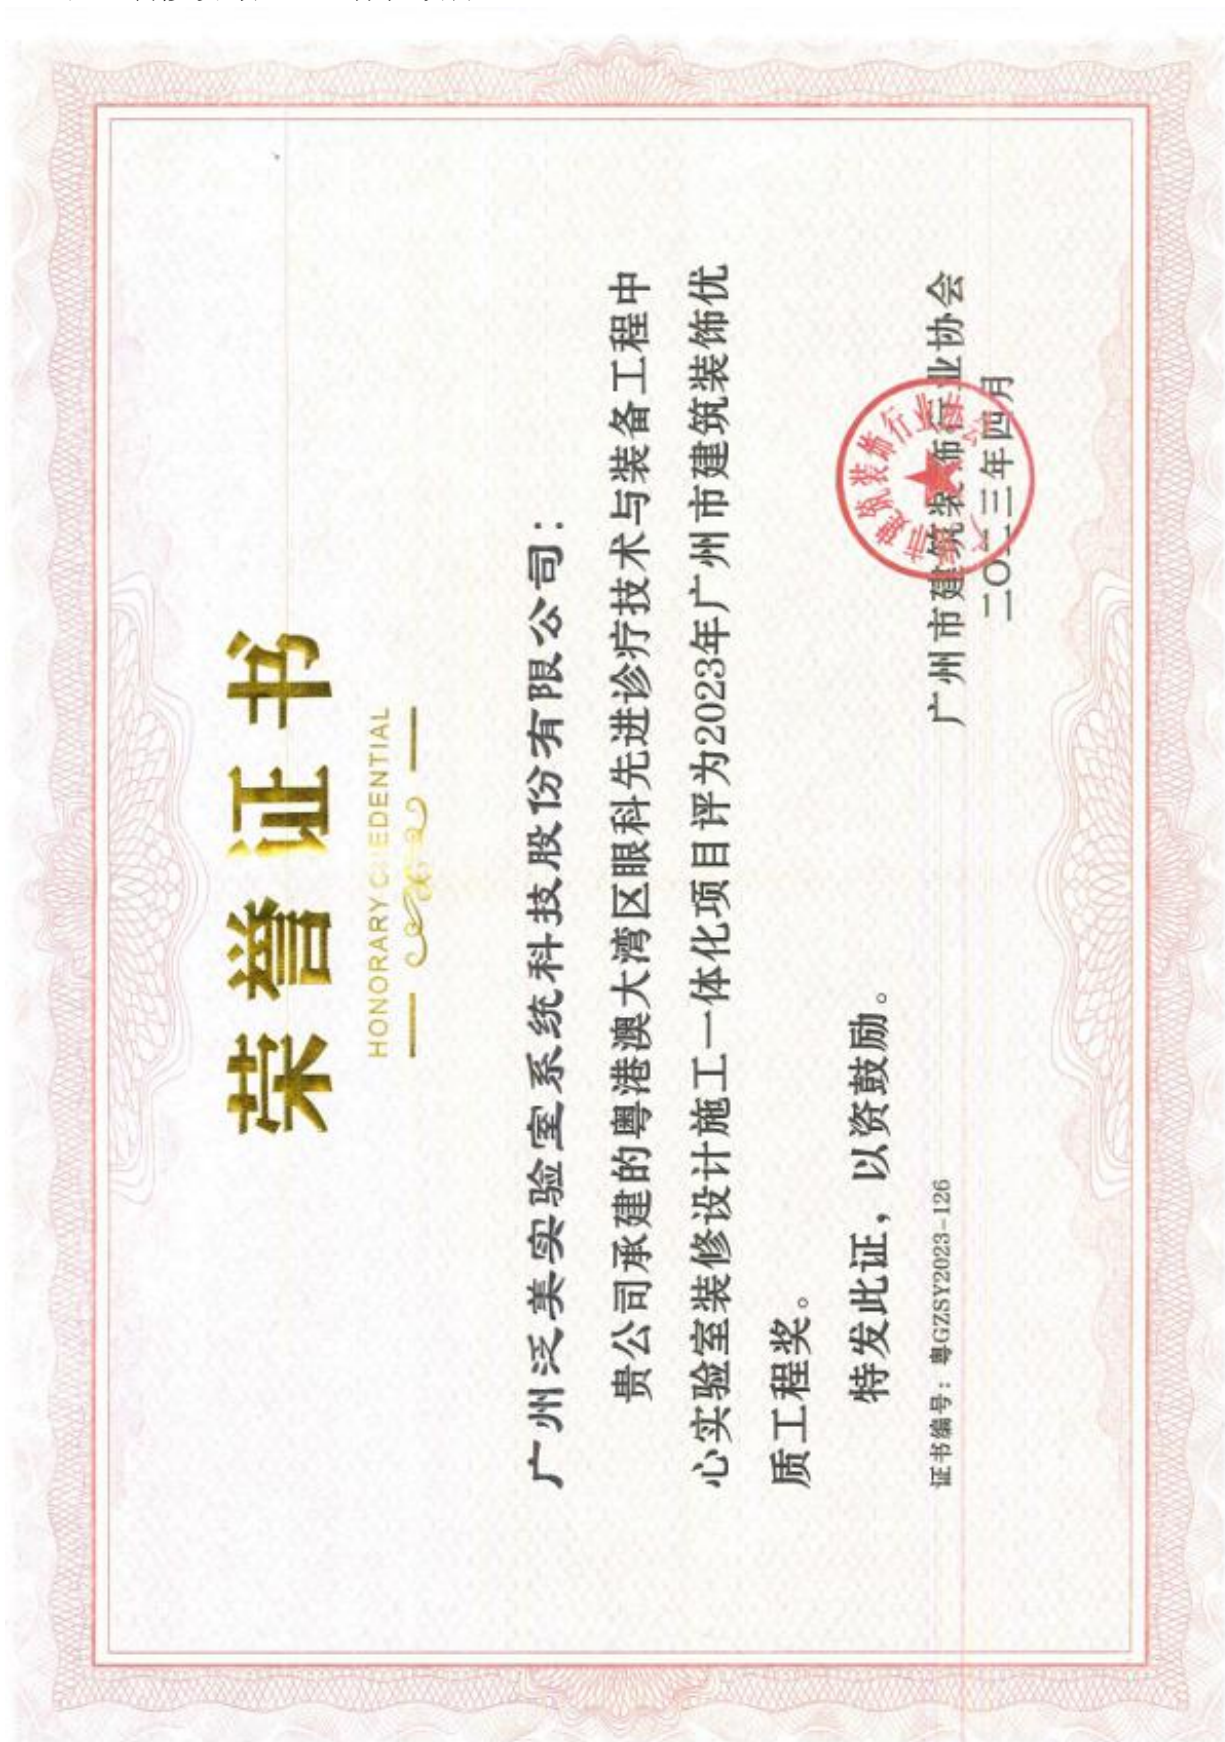 荣誉证书
HONORARY CREDENTIAL
广州泛美实验室系统科技股份有限公司：
贵公司承建的粤港澳大湾区眼科先进诊疗技术与装备工程中
心实验室装修设计施工一体化项目评为2023年广州市建筑装饰优
质工程奖。
特发此证，以资鼓励。
证书编号：粤GZSY2023-126
广州市建筑装饰行业协会
二〇二三年四月